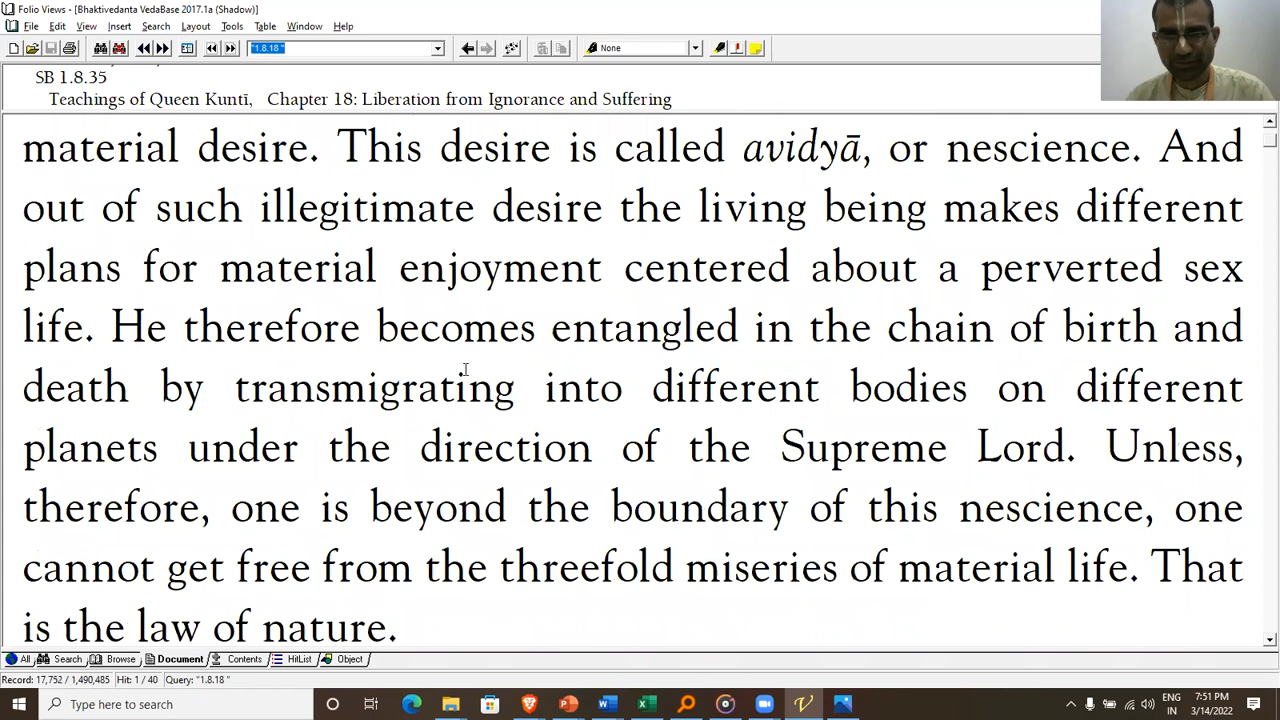 Folio Views - [Bhaktivedanta VedaBase 2017.1a (Shadow)]
File Edit View Insert Search Layout Tools Table Window Help
"1.8.18 "
None
SB 1.8.35
Teachings of Queen Kuntī, Chapter 18: Liberation from Ignorance and Suffering
material desire. This desire is called avidyā, or nescience. And
out of such illegitimate desire the living being makes different
plans for material enjoyment centered about a perverted sex
life. He therefore becomes entangled in the chain of birth and
death by transmigrating into different bodies on different
planets under the direction of the Supreme Lord. Unless,
therefore, one is beyond the boundary of this nescience, one
cannot get free from the threefold miseries of material life. That
is the law of nature.
All Search Browse Document Contents HitList Object
Record: 17,752 / 1,490,485 Hit: 1 / 40 Query: "1.8.18 "
Type here to search
ENG
IN
7:51 PM
3/14/2022